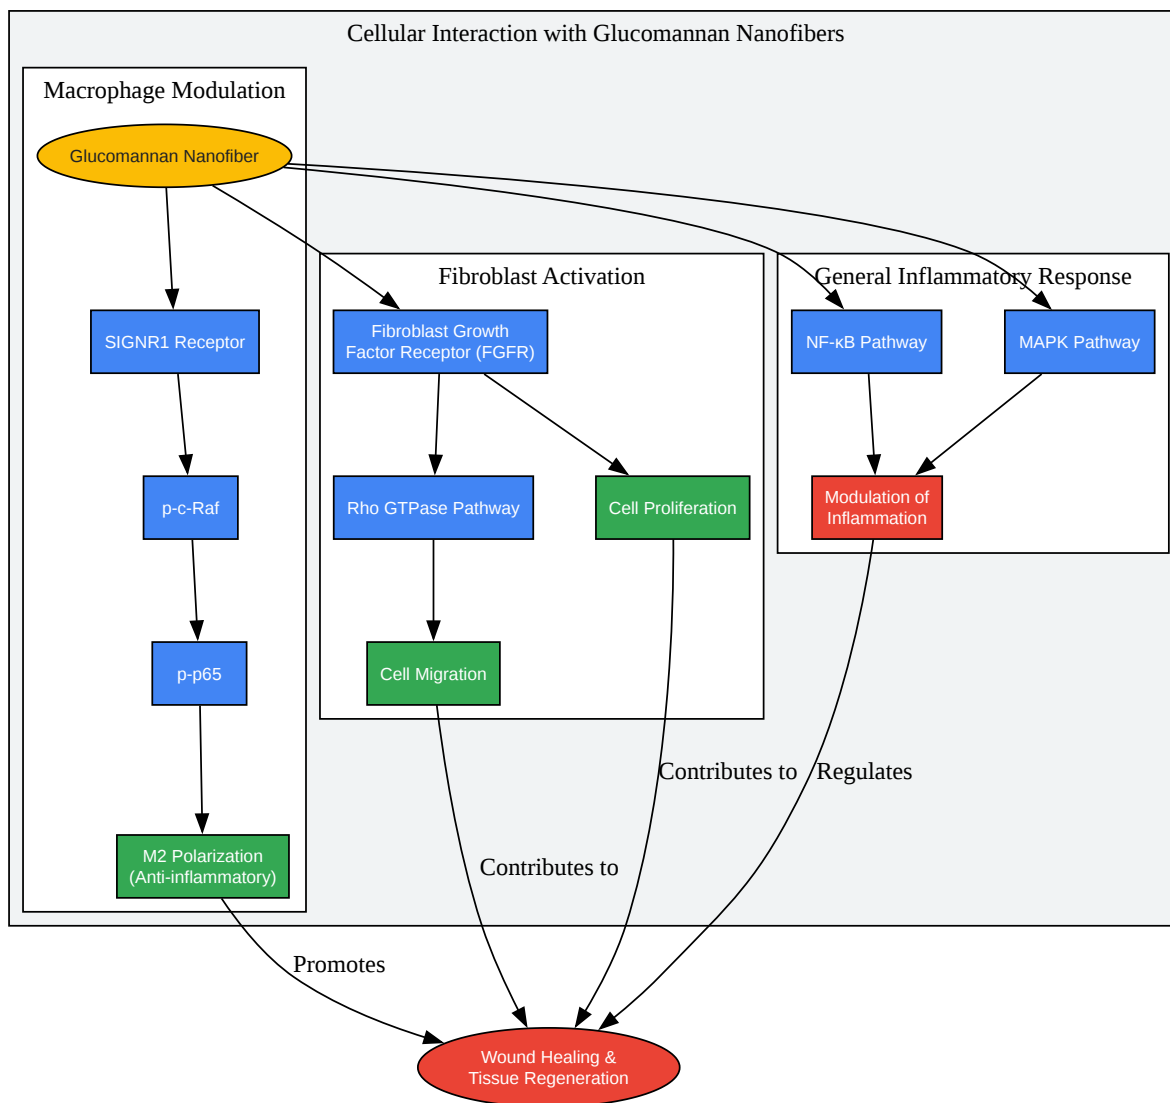 Cellular Interaction with Glucomannan Nanofibers
Macrophage Modulation
Glucomannan Nanofiber
Fibroblast Activation
General Inflammatory Response
SIGNR1 Receptor
Fibroblast Growth
Factor Receptor (FGFR)
NF-κB Pathway
MAPK Pathway
p-c-Raf
Rho GTPase Pathway
Cell Proliferation
Modulation of
Inflammation
p-p65
Cell Migration
Contributes to
Regulates
M2 Polarization
(Anti-inflammatory)
Contributes to
Promotes
Wound Healing &
Tissue Regeneration